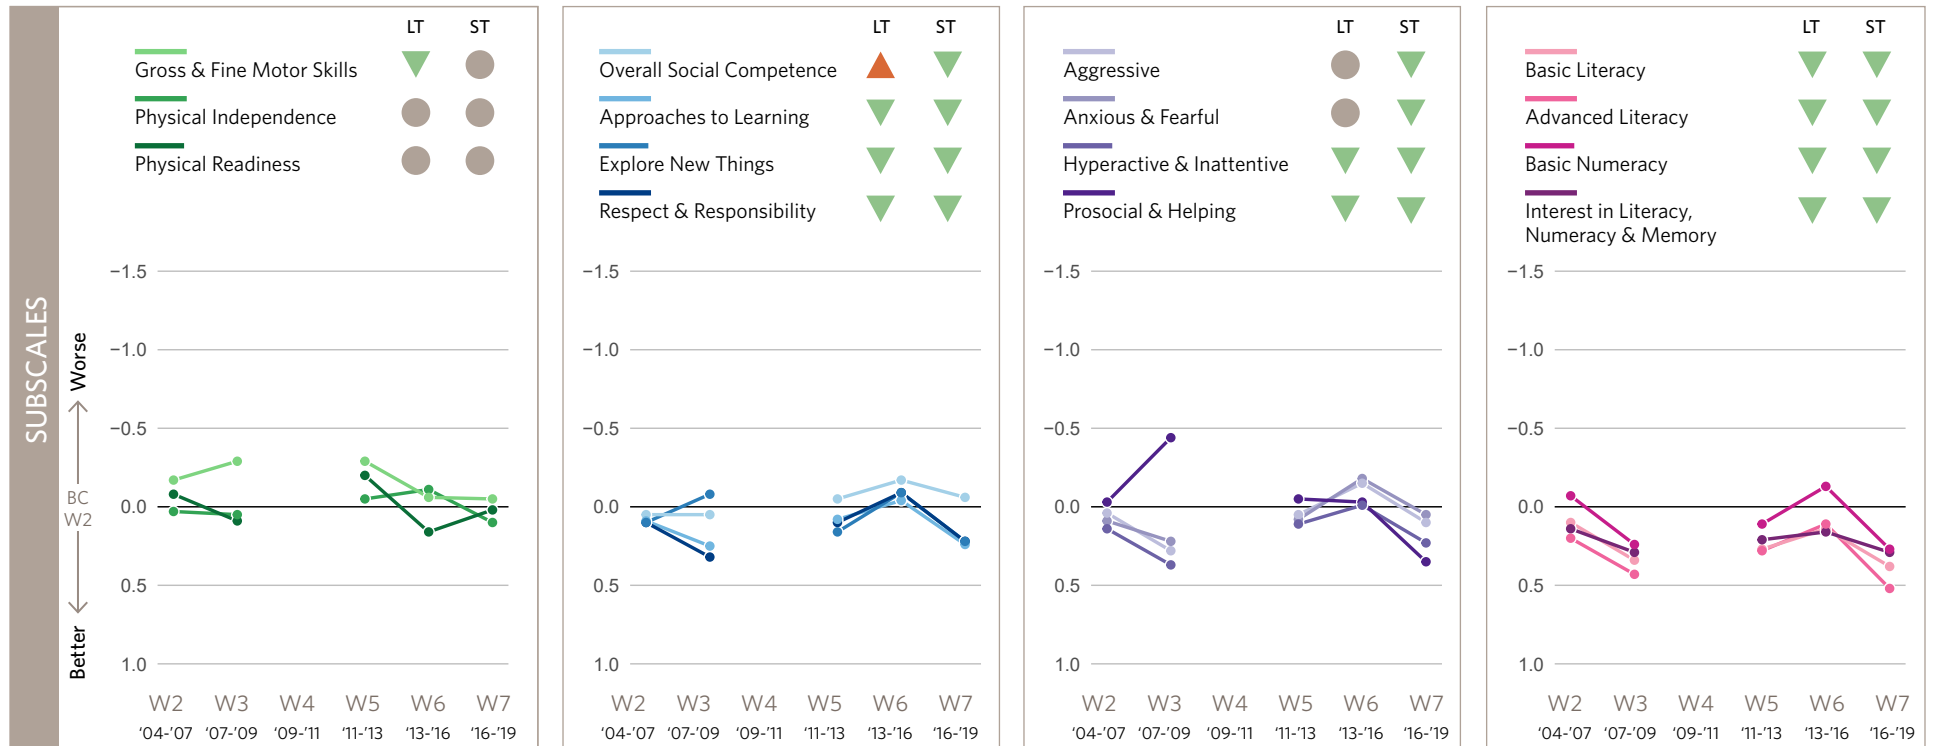 SUBSCALES
Worse
BC
W2
Better
LT ST
Gross & Fine Motor Skills
Physical Independence
Physical Readiness
−1.5
−1.0
−0.5
0.0
0.5
1.0
W2 W3 W4 W5 W6 W7
‘04-’07 ‘07-’09 ‘09-’11 ‘11-’13 ‘13-’16 ‘16-’19
LT ST
Overall Social Competence
Approaches to Learning
Explore New Things
Respect & Responsibility
−1.5
−1.0
−0.5
0.0
0.5
1.0
W2 W3 W4 W5 W6 W7
‘04-’07 ‘07-’09 ‘09-’11 ‘11-’13 ‘13-’16 ‘16-’19
LT ST
Aggressive
Anxious & Fearful
Hyperactive & Inattentive
Prosocial & Helping
−1.5
−1.0
−0.5
0.0
0.5
1.0
W2 W3 W4 W5 W6 W7
‘04-’07 ‘07-’09 ‘09-’11 ‘11-’13 ‘13-’16 ‘16-’19
LT ST
Basic Literacy
Advanced Literacy
Basic Numeracy
Interest in Literacy,
Numeracy & Memory
−1.5
−1.0
−0.5
0.0
0.5
1.0
W2 W3 W4 W5 W6 W7
‘04-’07 ‘07-’09 ‘09-’11 ‘11-’13 ‘13-’16 ‘16-’19